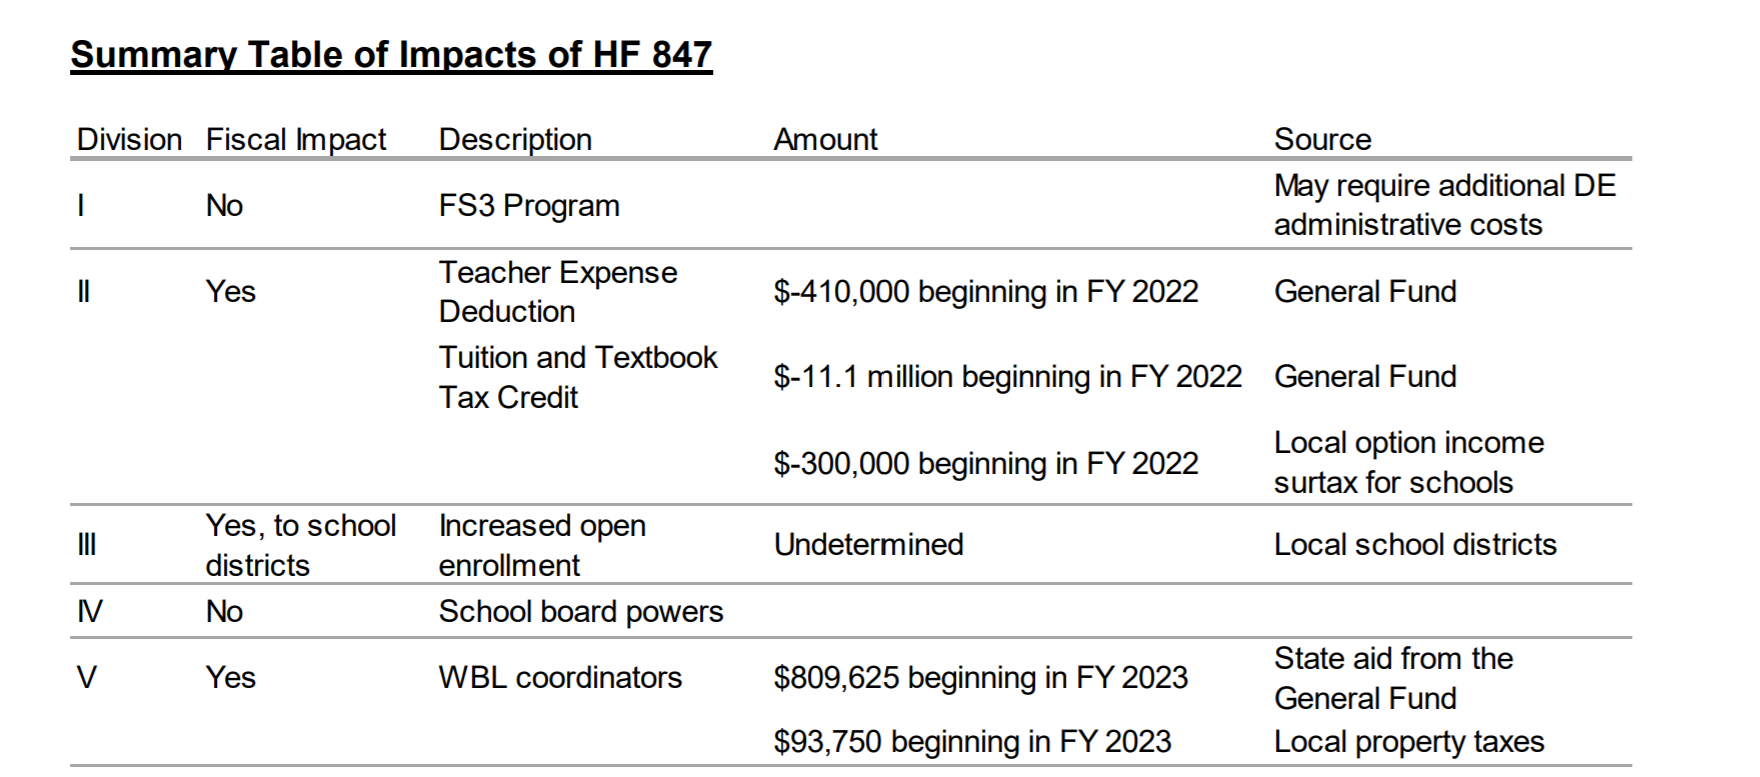 Summary Table of Impacts of HF 847
Division Fiscal Impact Description Amount Source
I No FS3 Program May require additional DE
administrative costs
II Yes Teacher Expense
Deduction $-410,000 beginning in FY 2022 General Fund
Tuition and Textbook
Tax Credit $-11.1 million beginning in FY 2022 General Fund
$-300,000 beginning in FY 2022 Local option income
surtax for schools
III Yes, to school
districts Increased open
enrollment Undetermined Local school districts
IV No School board powers
V Yes WBL coordinators $809,625 beginning in FY 2023 State aid from the
General Fund
$93,750 beginning in FY 2023 Local property taxes